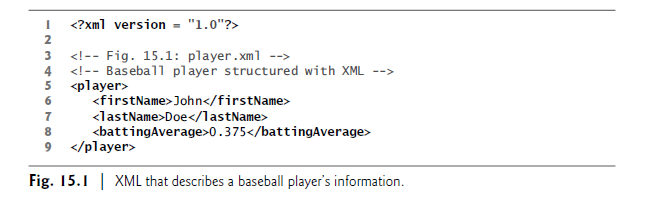 1 <?xml version = "1.0"?>
2
3 <!-- Fig. 15.1: player.xml -->
4 <!-- Baseball player structured with XML -->
5 <player>
6 <firstName>John</firstName>
7 <lastName>Doe</lastName>
8 <battingAverage>0.375</battingAverage>
9 </player>
Fig. 15.1 | XML that describes a baseball player's information.